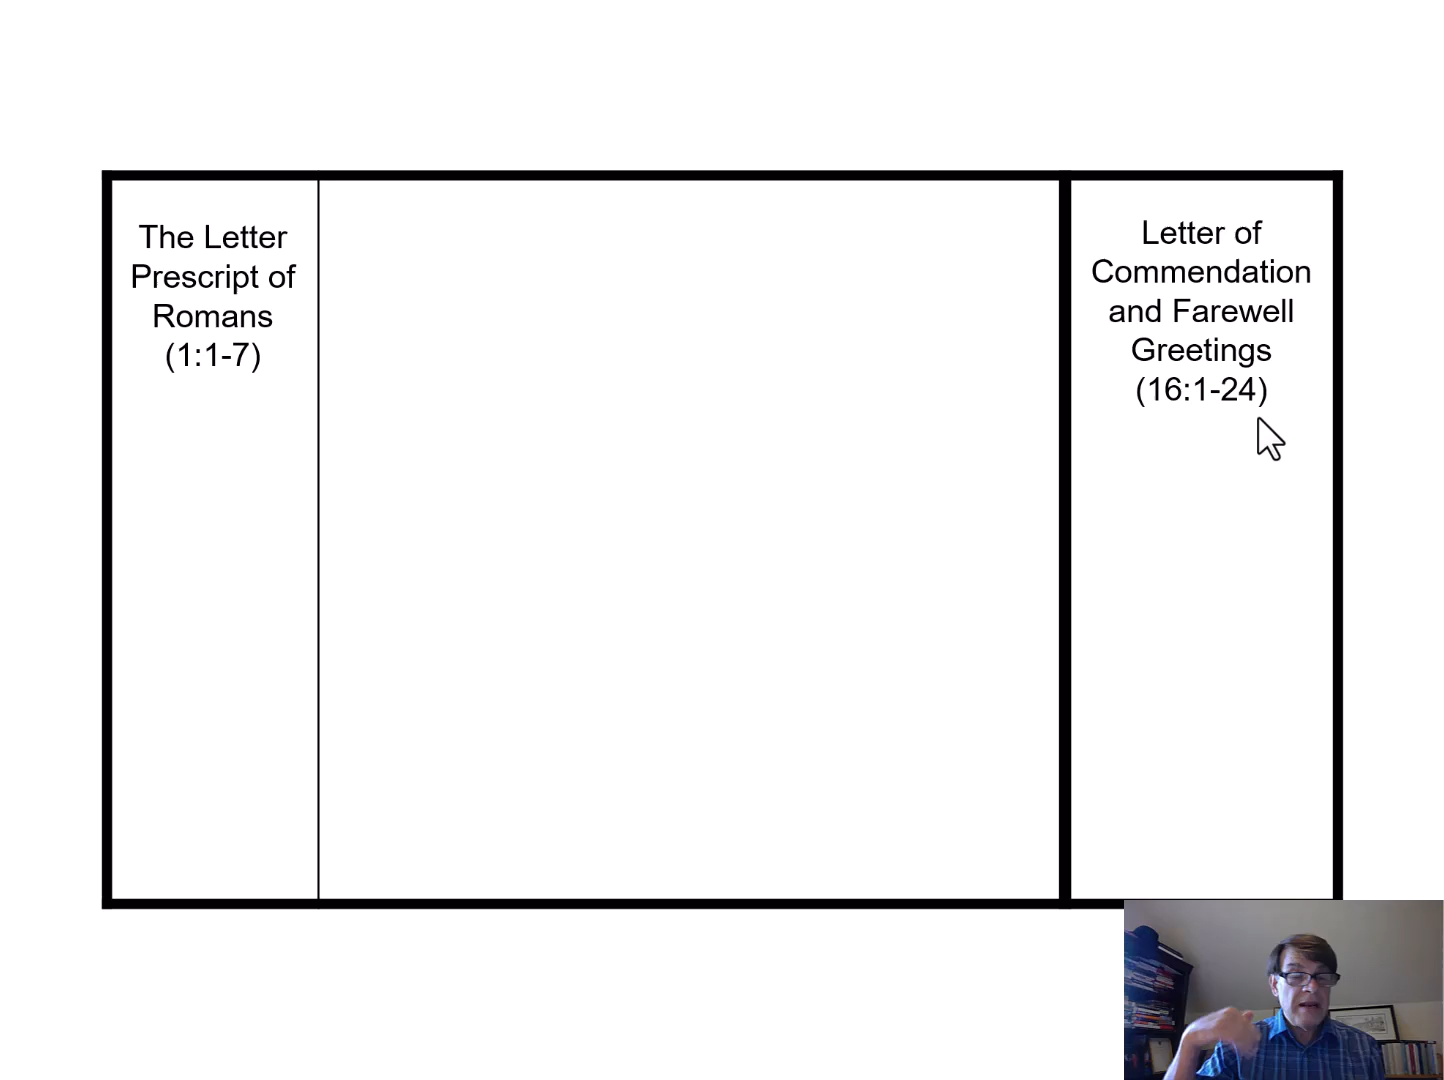 The Letter
Prescript of
Romans
(1:1-7)
Letter of
Commendation
and Farewell
Greetings
(16:1-24)